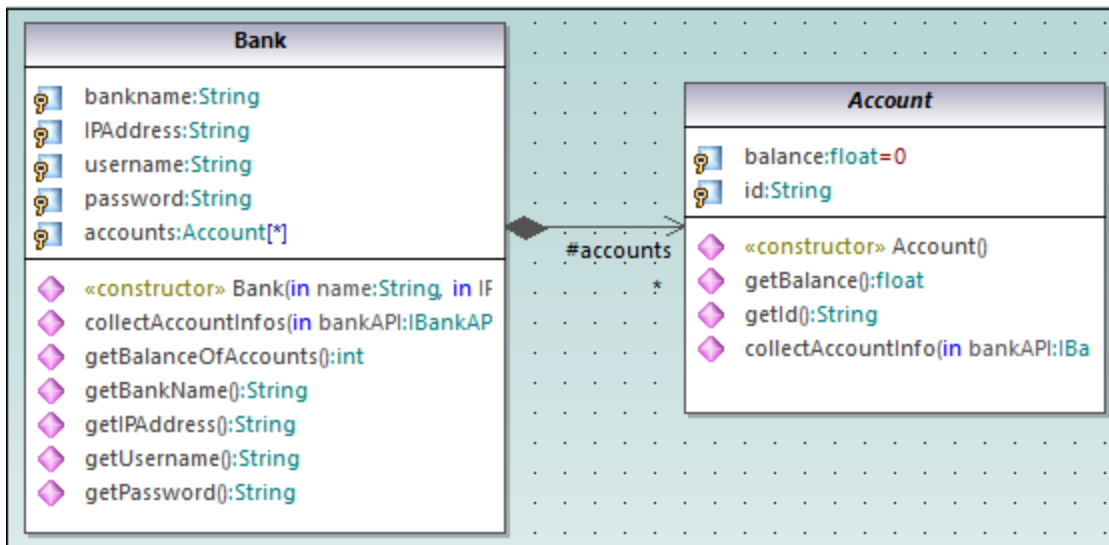 Bank
bankname:String
IPAddress:String
username:String
password:String
accounts:Account[*]
«constructor» Bank(in name:String, in IF
collectAccountInfos(in bankAPI:IBankAP
getBalanceOfAccounts():int
getBankName():String
getIPAddress():String
getUsername():String
getPassword():String
#accounts
*
Account
balance:float=0
id:String
«constructor» Account()
getBalance():float
getId():String
collectAccountInfo(in bankAPI:IBa